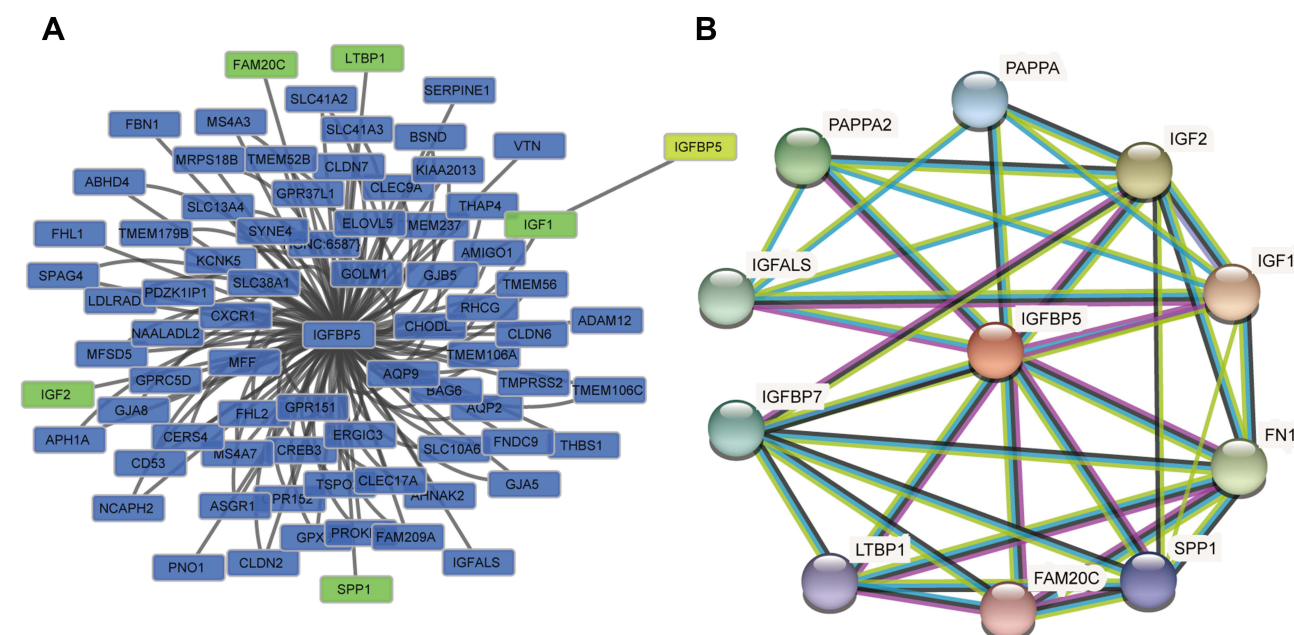 A
B
FAM20C
LTBP1
SLC41A2
SERPINE1
FBN1
MS4A3
SLC41A3
BSND
VTN
IGFBP5
MRPS18B
TMEM52B
CLDN7
KIAA2013
ABHD4
GPR37L1
CLEC9A
SLC13A4
THAP4
IGF1
FHL1
TMEM179B
SYNE4
ELOVL5
MEM237
AMIGO1
SPAG4
KCNK5
GOLM1
GJB5
TMEM56
LDLRAD
PDZK1IP1
SLC38A1
RHCG
CXCR1
CHODL
ADAM12
NAALADL2
IGFBP5
CLDN6
MFSD5
MFF
TMEM106A
GPRC5D
AQP9
TMPRSS2
TMEM106C
IGF2
BAG6
GJA8
FHL2
GPR151
AQP2
APH1A
CERS4
ERGIC3
SLC10A6
FNDC9
THBS1
CD53
MS4A7
CREB3
NCAPH2
TSPO
CLEC17A
GJA5
ASGR1
PR152
AHNAK2
GPX
PROK
FAM209A
PNO1
CLDN2
IGFALS
SPP1
PAPPA
PAPPA2
IGF2
IGFALS
IGF1
IGFBP5
IGFBP7
FN1
LTBP1
FAM20C
SPP1